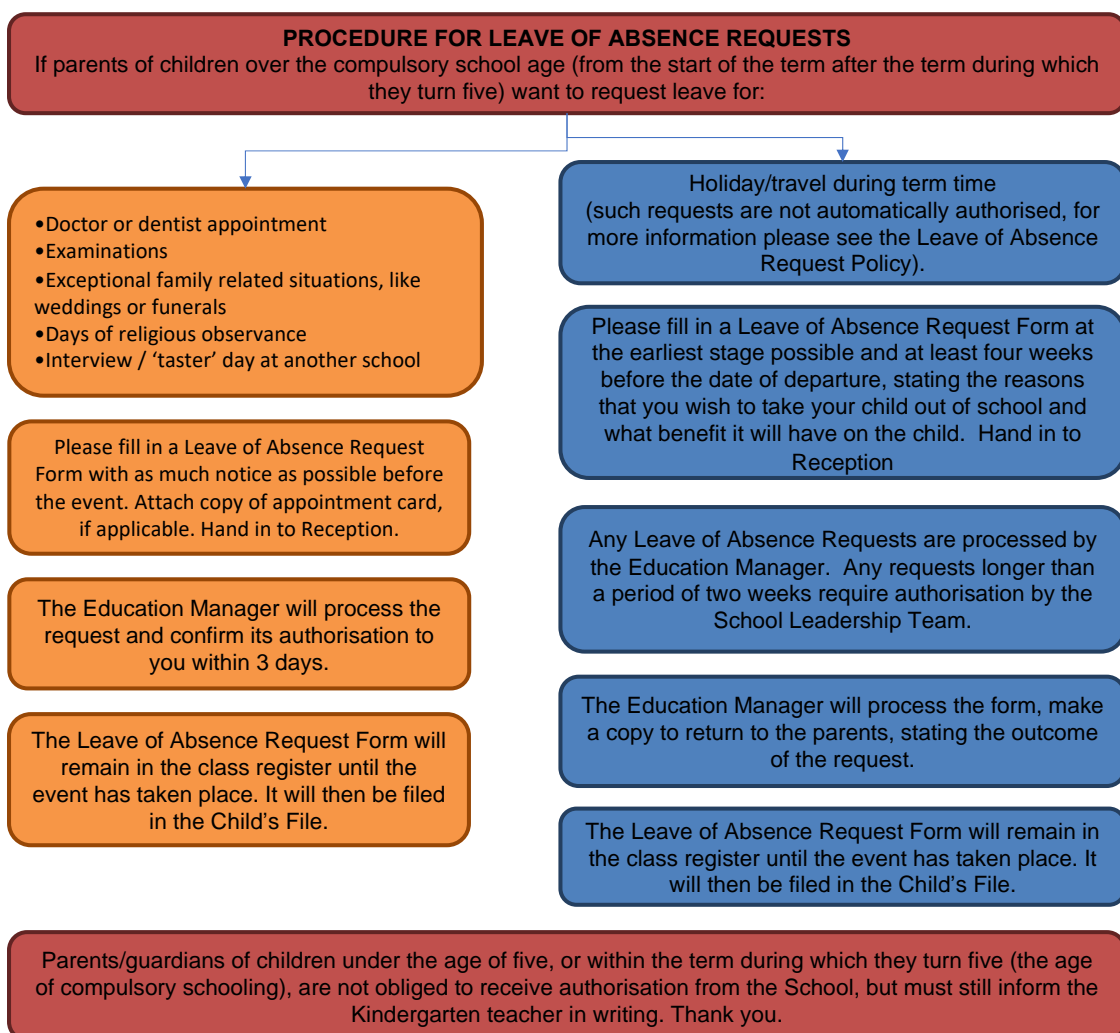 PROCEDURE FOR LEAVE OF ABSENCE REQUESTS
If parents of children over the compulsory school age (from the start of the term after the term during which
they turn five) want to request leave for:
•Doctor or dentist appointment
•Examinations
•Exceptional family related situations, like
weddings or funerals
•Days of religious observance
•Interview / ‘taster’ day at another school
Please fill in a Leave of Absence Request
Form with as much notice as possible before
the event. Attach copy of appointment card,
if applicable. Hand in to Reception.
The Education Manager will process the
request and confirm its authorisation to
you within 3 days.
The Leave of Absence Request Form will
remain in the class register until the
event has taken place. It will then be filed
in the Child’s File.
Holiday/travel during term time
(such requests are not automatically authorised, for
more information please see the Leave of Absence
Request Policy).
Please fill in a Leave of Absence Request Form at
the earliest stage possible and at least four weeks
before the date of departure, stating the reasons
that you wish to take your child out of school and
what benefit it will have on the child.  Hand in to
Reception
Any Leave of Absence Requests are processed by
the Education Manager.  Any requests longer than
a period of two weeks require authorisation by the
School Leadership Team.
The Education Manager will process the form, make
a copy to return to the parents, stating the outcome
of the request.
The Leave of Absence Request Form will remain in
the class register until the event has taken place. It
will then be filed in the Child’s File.
Parents/guardians of children under the age of five, or within the term during which they turn five (the age
of compulsory schooling), are not obliged to receive authorisation from the School, but must still inform the
Kindergarten teacher in writing. Thank you.